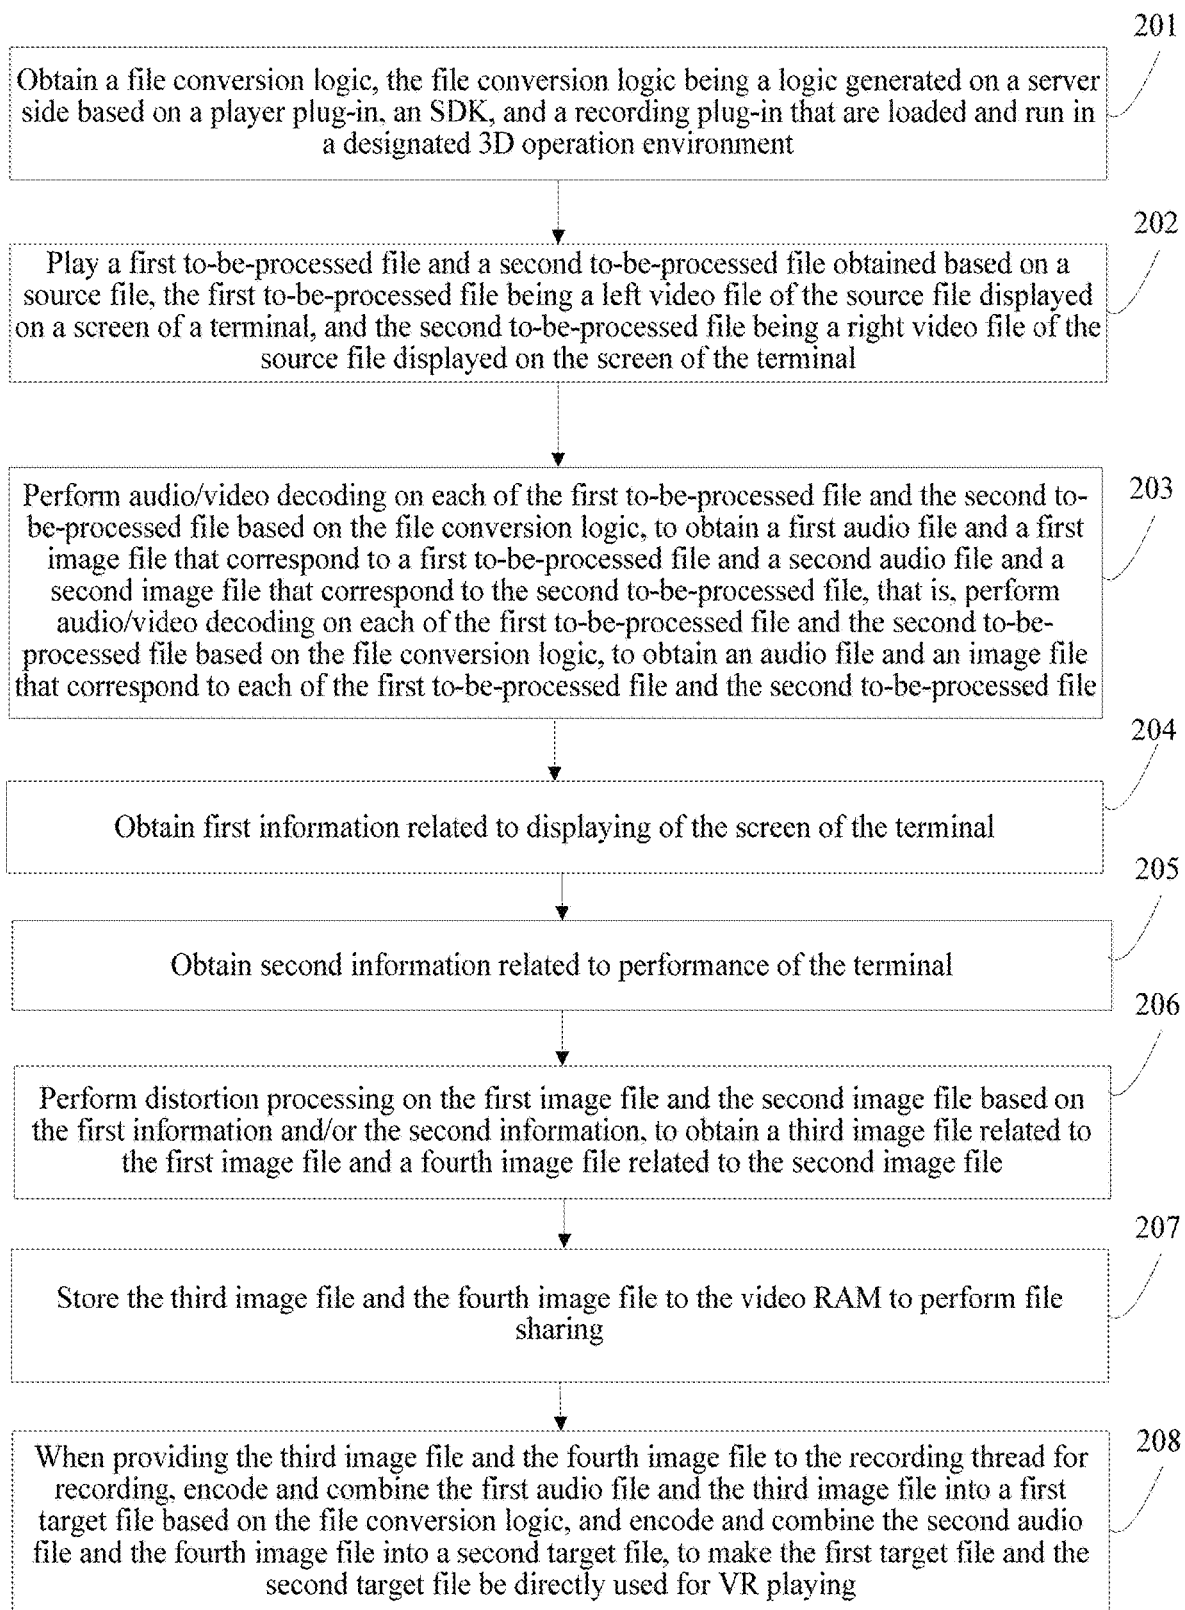 201
Obtain a file conversion logic, the file conversion logic being a logic generated on a server
side based on a player plug-in, an SDK, and a recording plug-in that are loaded and run in
a designated 3D operation environment
202
Play a first to-be-processed file and a second to-be-processed file obtained based on a
source file, the first to-be-processed file being a left video file of the source file displayed
on a screen of a terminal, and the second to-be-processed file being a right video file of the
source file displayed on the screen of the terminal
203
Perform audio/video decoding on each of the first to-be-processed file and the second to-
be-processed file based on the file conversion logic, to obtain a first audio file and a first
image file that correspond to a first to-be-processed file and a second audio file and a
second image file that correspond to the second to-be-processed file, that is, perform
audio/video decoding on each of the first to-be-processed file and the second to-be-
processed file based on the file conversion logic, to obtain an audio file and an image file
that correspond to each of the first to-be-processed file and the second to-be-processed file
204
Obtain first information related to displaying of the screen of the terminal
205
Obtain second information related to performance of the terminal
206
Perform distortion processing on the first image file and the second image file based on
the first information and/or the second information, to obtain a third image file related to
the first image file and a fourth image file related to the second image file
207
Store the third image file and the fourth image file to the video RAM to perform file
sharing
208
When providing the third image file and the fourth image file to the recording thread for
recording, encode and combine the first audio file and the third image file into a first
target file based on the file conversion logic, and encode and combine the second audio
file and the fourth image file into a second target file, to make the first target file and the
second target file be directly used for VR playing